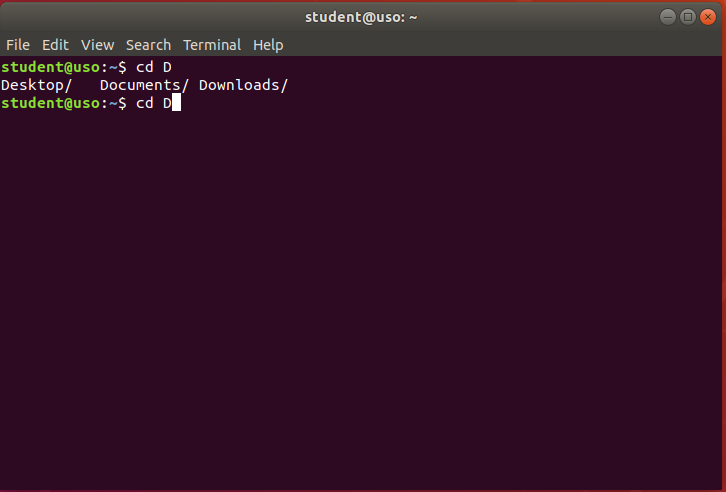 student@uso: ~
File Edit View Search Terminal Help
student@uso:~$ cd D
Desktop/   Documents/ Downloads/
student@uso:~$ cd D